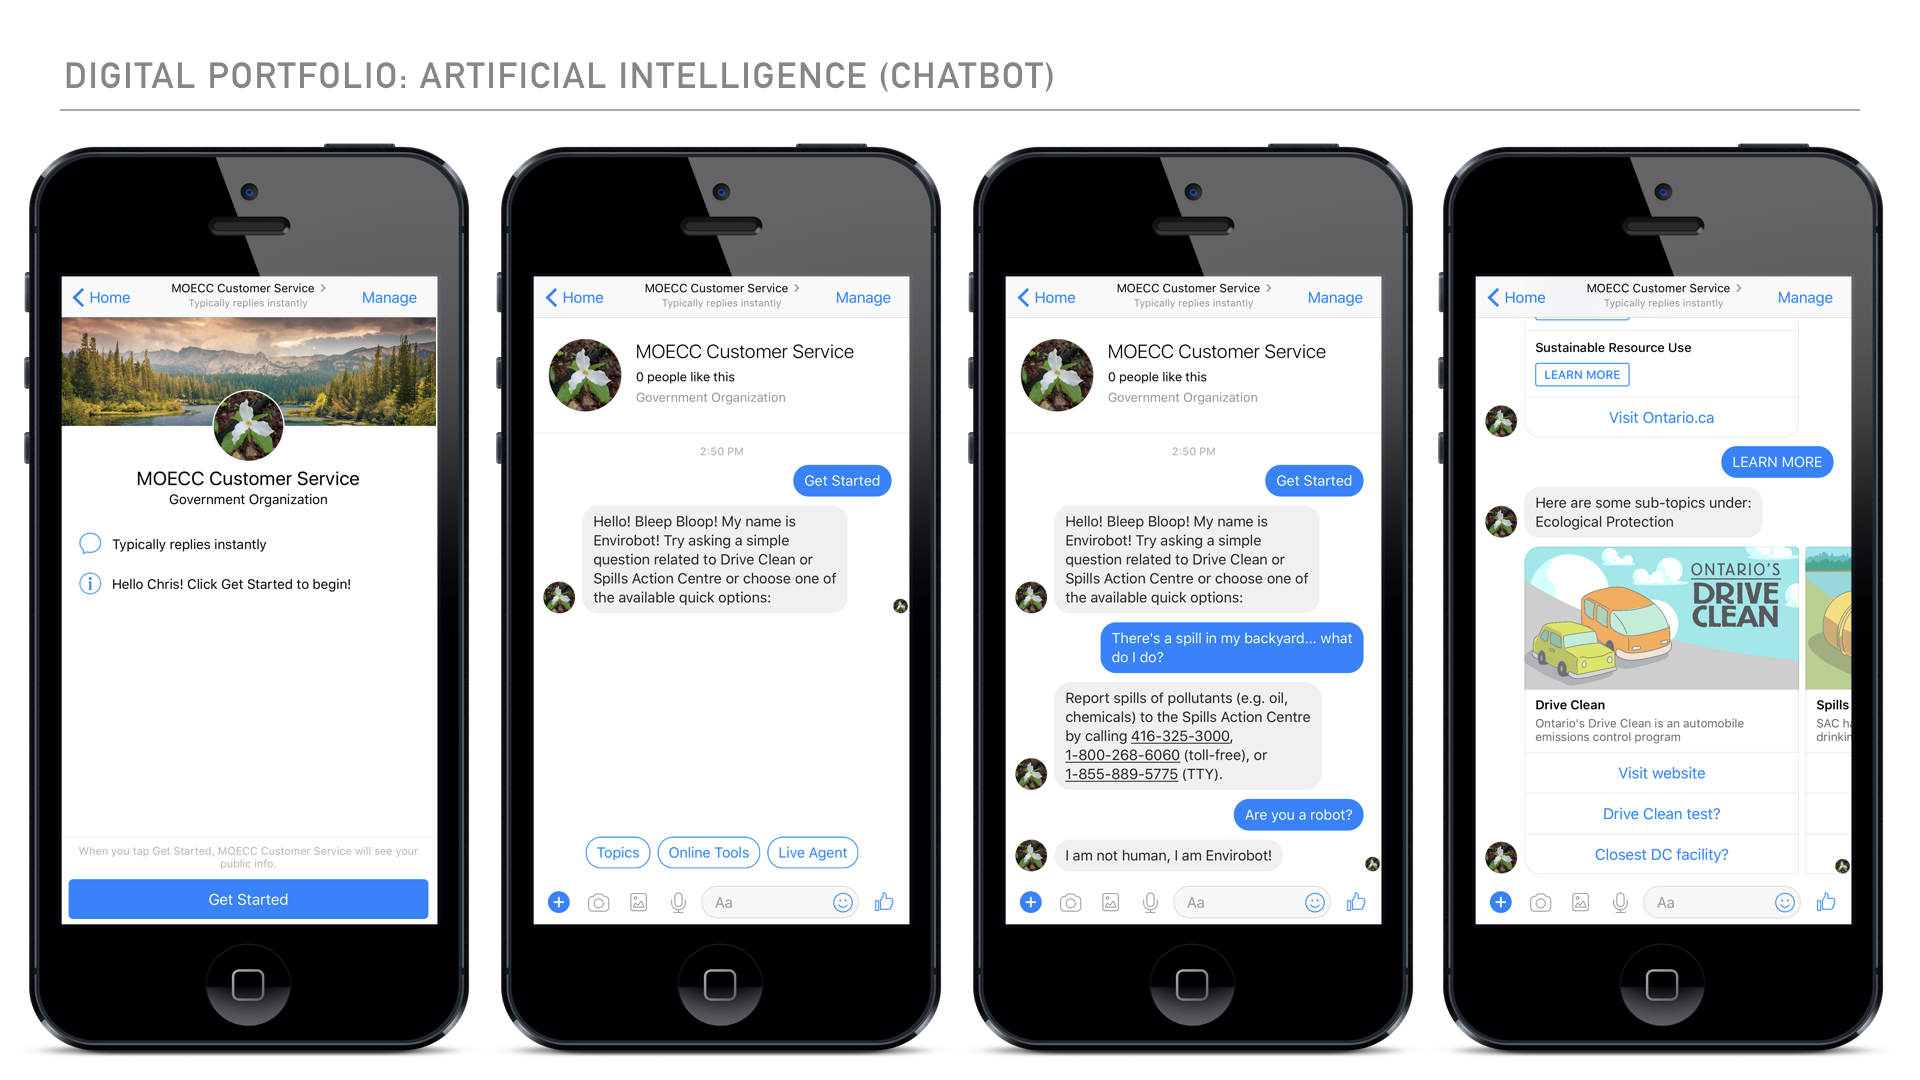 DIGITAL PORTFOLIO: ARTIFICIAL INTELLIGENCE (CHATBOT)
Home
MOECC Customer Service
Typically replies instantly
Manage
MOECC Customer Service
Government Organization
Typically replies instantly
Hello Chris! Click Get Started to begin!
When you tap Get Started, MOECC Customer Service will see your
public info.
Get Started
Home
MOECC Customer Service
Typically replies instantly
Manage
MOECC Customer Service
0 people like this
Government Organization
2:50 PM
Get Started
Hello! Bleep Bloop! My name is
Envirobot! Try asking a simple
question related to Drive Clean or
Spills Action Centre or choose one of
the available quick options:
Topics
Online Tools
Live Agent
Aa
Home
MOECC Customer Service
Typically replies instantly
Manage
MOECC Customer Service
0 people like this
Government Organization
2:50 PM
Get Started
Hello! Bleep Bloop! My name is
Envirobot! Try asking a simple
question related to Drive Clean or
Spills Action Centre or choose one of
the available quick options:
There's a spill in my backyard... what
do I do?
Report spills of pollutants (e.g. oil,
chemicals) to the Spills Action Centre
by calling 416-325-3000,
1-800-268-6060 (toll-free), or
1-855-889-5775 (TTY).
Are you a robot?
I am not human, I am Envirobot!
Aa
Home
MOECC Customer Service
Typically replies instantly
Manage
Sustainable Resource Use
LEARN MORE
Visit Ontario.ca
LEARN MORE
Here are some sub-topics under:
Ecological Protection
ONTARIO'S
DRIVE
CLEAN
Drive Clean
Ontario's Drive Clean is an automobile
emissions control program
Visit website
Drive Clean test?
Closest DC facility?
Spills
SAC
Aa